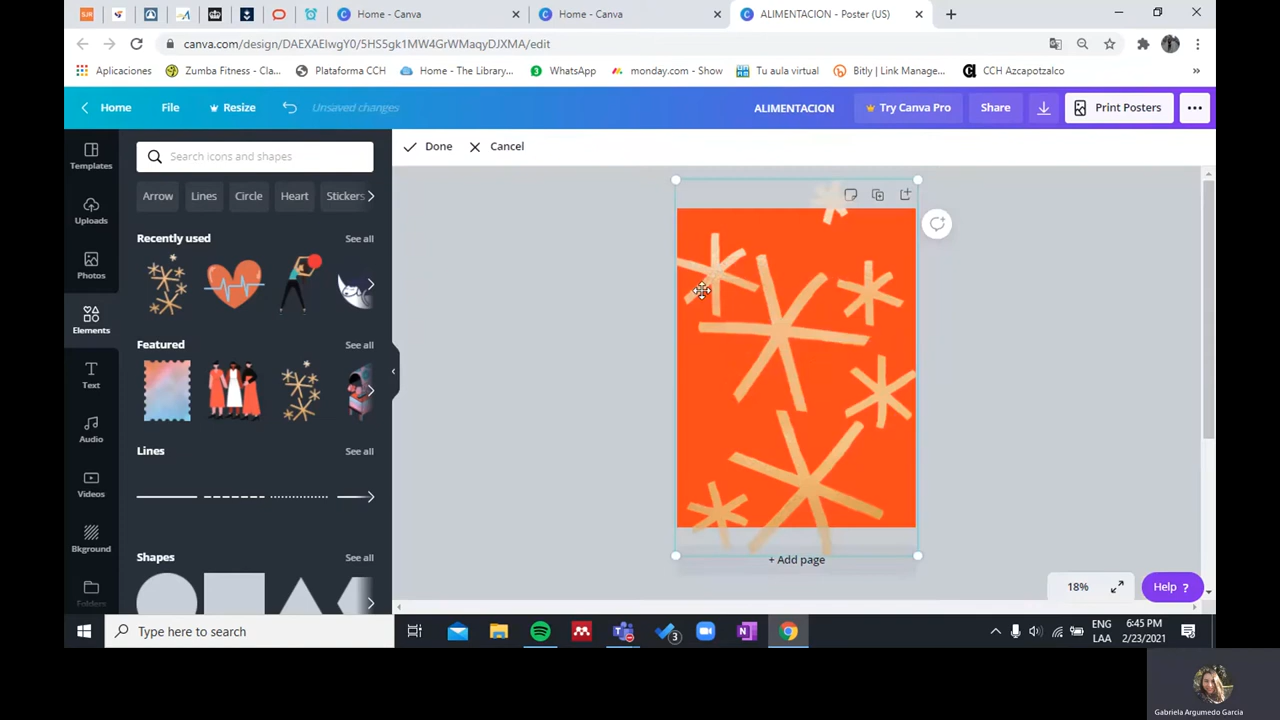 Home - Canva
Home - Canva
ALIMENTACION - Poster (US)
canva.com/design/DAEXAEIwgY0/5HS5gk1MW4GrWMaqyDJXMA/edit
Aplicaciones
Zumba Fitness - Cla...
Plataforma CCH
Home - The Library...
WhatsApp
monday.com - Show
Tu aula virtual
Bitly | Link Manage...
CCH Azcapotzalco
Home
File
Resize
Unsaved changes
ALIMENTACION
Try Canva Pro
Share
Print Posters
Templates
Uploads
Photos
Elements
Text
Audio
Videos
Bkground
Folders
Search icons and shapes
Arrow
Lines
Circle
Heart
Stickers
Recently used
See all
Featured
See all
Lines
See all
Shapes
See all
Done
Cancel
+ Add page
18%
Help ?
Type here to search
3
ENG
LAA
6:45 PM
2/23/2021
Gabriela Argumedo Garcia